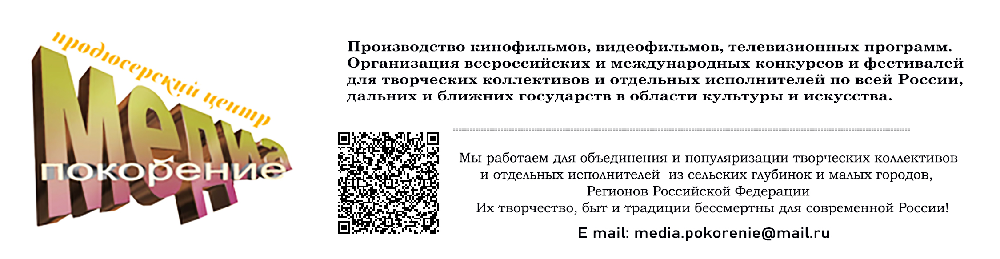 продюсерский центр
Медиа
покорение
Производство кинофильмов, видеофильмов, телевизионных программ.
Организация всероссийских и международных конкурсов и фестивалей
для творческих коллективов и отдельных исполнителей по всей России,
дальних и ближних государств в области культуры и искусства.
Мы работаем для объединения и популяризации творческих коллективов
и отдельных исполнителей из сельских глубинок и малых городов,
Регионов Российской Федерации
Их творчество, быт и традиции бессмертны для современной России!
E mail: media.pokorenie@mail.ru